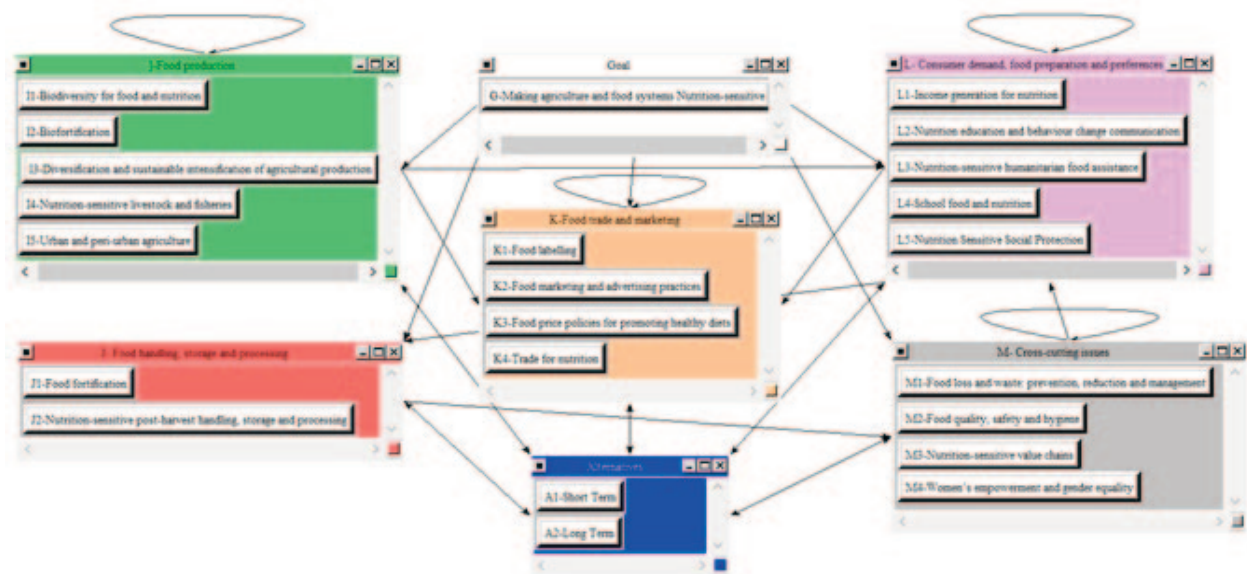 I-Food production
I1-Biodiversity for food and nutrition
I2-Biofortification
I3-Diversification and sustainable intensification of agricultural production
I4-Nutrition-sensitive livestock and fisheries
I5-Urban and peri-urban agriculture
Goal
G-Making agriculture and food systems Nutrition-sensitive
L- Consumer demand, food preparation and preferences
L1-Income generation for nutrition
L2-Nutrition education and behaviour change communication
L3-Nutrition-sensitive humanitarian food assistance
L4-School food and nutrition
L5-Nutrition Sensitive Social Protection
K-Food trade and marketing
K1-Food labelling
K2-Food marketing and advertising practices
K3-Food price policies for promoting healthy diets
K4-Trade for nutrition
J- Food handling, storage and processing
J1-Food fortification
J2-Nutrition-sensitive post-harvest handling, storage and processing
M- Cross-cutting issues
M1-Food loss and waste: prevention, reduction and management
M2-Food quality, safety and hygiene
M3-Nutrition-sensitive value chains
M4-Women's empowerment and gender equality
Alternatives
A1-Short Term
A2-Long Term